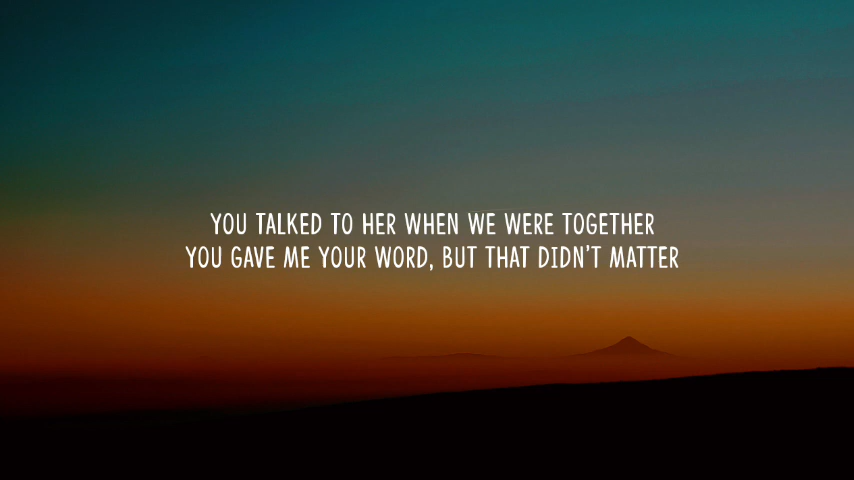 YOU TALKED TO HER WHEN WE WERE TOGETHER
YOU GAVE ME YOUR WORD, BUT THAT DIDN'T MATTER